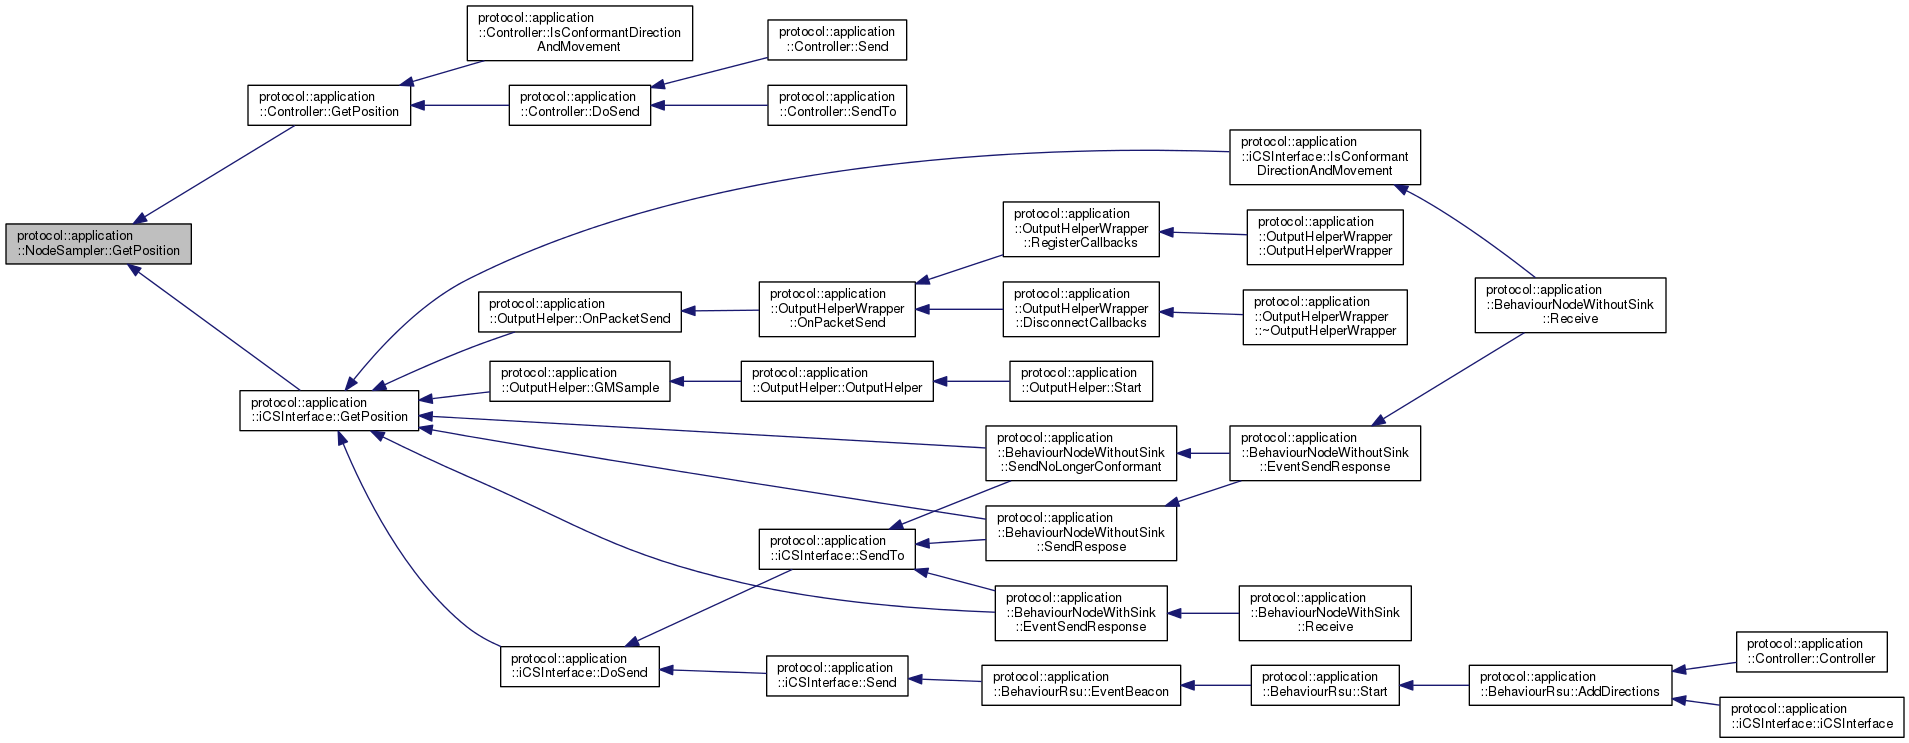 protocol::application
::Controller::IsConformantDirection
AndMovement
protocol::application
::Controller::Send
protocol::application
::Controller::GetPosition
protocol::application
::Controller::DoSend
protocol::application
::Controller::SendTo
protocol::application
::iCSInterface::IsConformant
DirectionAndMovement
protocol::application
::NodeSampler::GetPosition
protocol::application
::OutputHelperWrapper
::RegisterCallbacks
protocol::application
::OutputHelperWrapper
::OutputHelperWrapper
protocol::application
::BehaviourNodeWithoutSink
::Receive
protocol::application
::OutputHelper::OnPacketSend
protocol::application
::OutputHelperWrapper
::OnPacketSend
protocol::application
::OutputHelperWrapper
::DisconnectCallbacks
protocol::application
::OutputHelperWrapper
::~OutputHelperWrapper
protocol::application
::OutputHelper::GMSample
protocol::application
::OutputHelper::OutputHelper
protocol::application
::OutputHelper::Start
protocol::application
::iCSInterface::GetPosition
protocol::application
::BehaviourNodeWithoutSink
::SendNoLongerConformant
protocol::application
::BehaviourNodeWithoutSink
::EventSendResponse
protocol::application
::BehaviourNodeWithoutSink
::SendRespose
protocol::application
::iCSInterface::SendTo
protocol::application
::BehaviourNodeWithSink
::EventSendResponse
protocol::application
::BehaviourNodeWithSink
::Receive
protocol::application
::iCSInterface::DoSend
protocol::application
::iCSInterface::Send
protocol::application
::BehaviourRsu::EventBeacon
protocol::application
::BehaviourRsu::Start
protocol::application
::BehaviourRsu::AddDirections
protocol::application
::Controller::Controller
protocol::application
::iCSInterface::iCSInterface